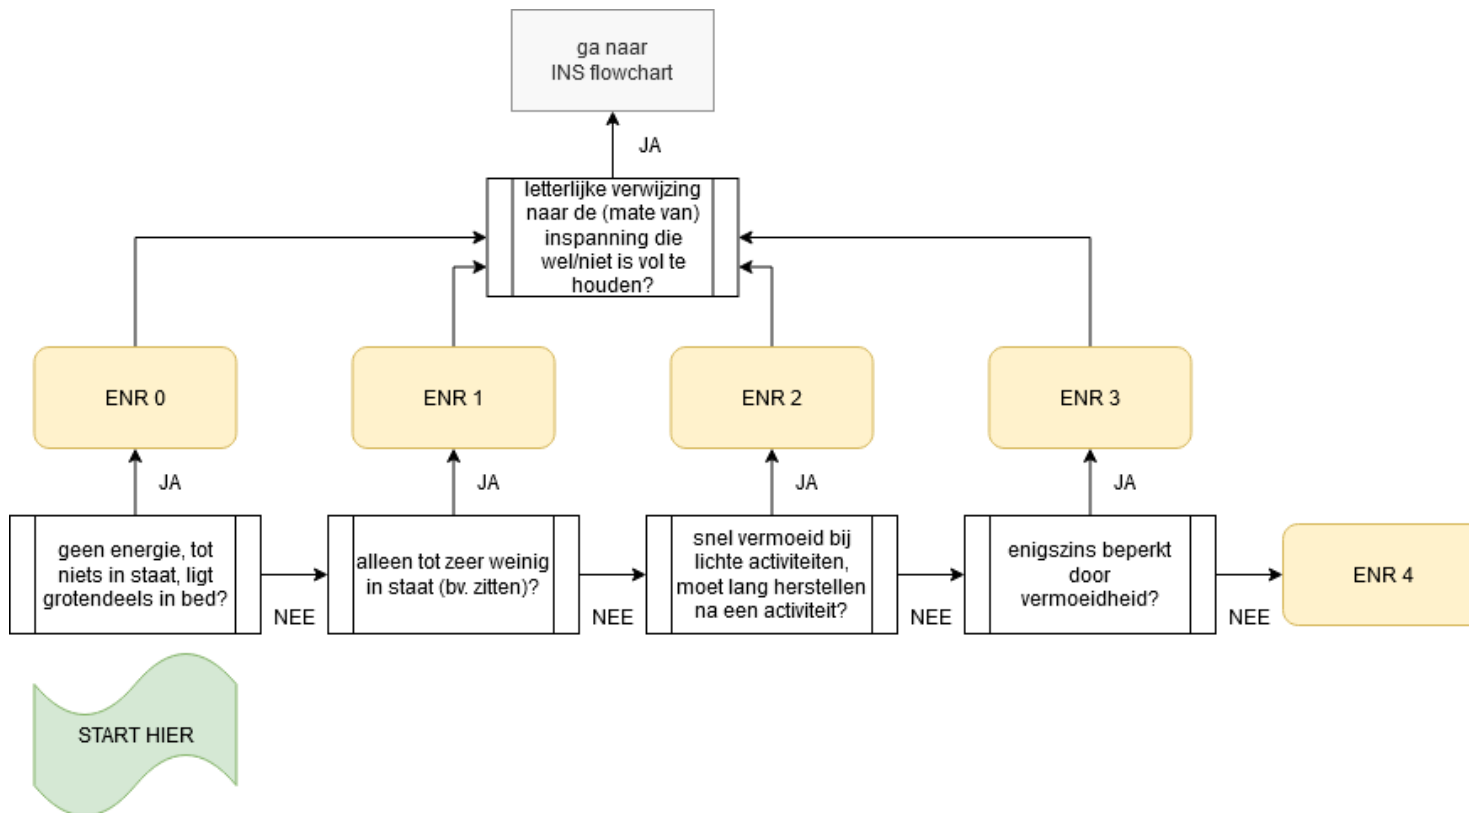 ga naar
INS flowchart
JA
letterlijke verwijzing
naar de (mate van)
inspanning die
wel/niet is vol te
houden?
ENR 0
ENR 1
ENR 2
ENR 3
JA
JA
JA
JA
geen energie, tot
niets in staat, ligt
grotendeels in bed?
NEE
alleen tot zeer weinig
in staat (bv. zitten)?
NEE
snel vermoeid bij
lichte activiteiten,
moet lang herstellen
na een activiteit?
NEE
enigszins beperkt
door
vermoeidheid?
NEE
ENR 4
START HIER